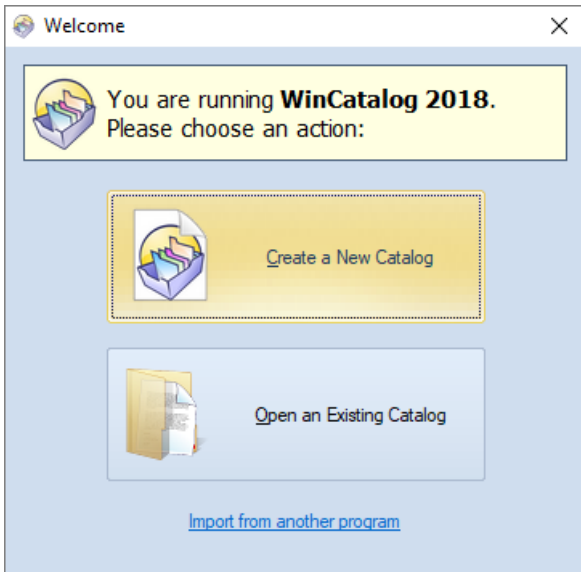 Welcome
You are running WinCatalog 2018.
Please choose an action:
Create a New Catalog
Open an Existing Catalog
Import from another program